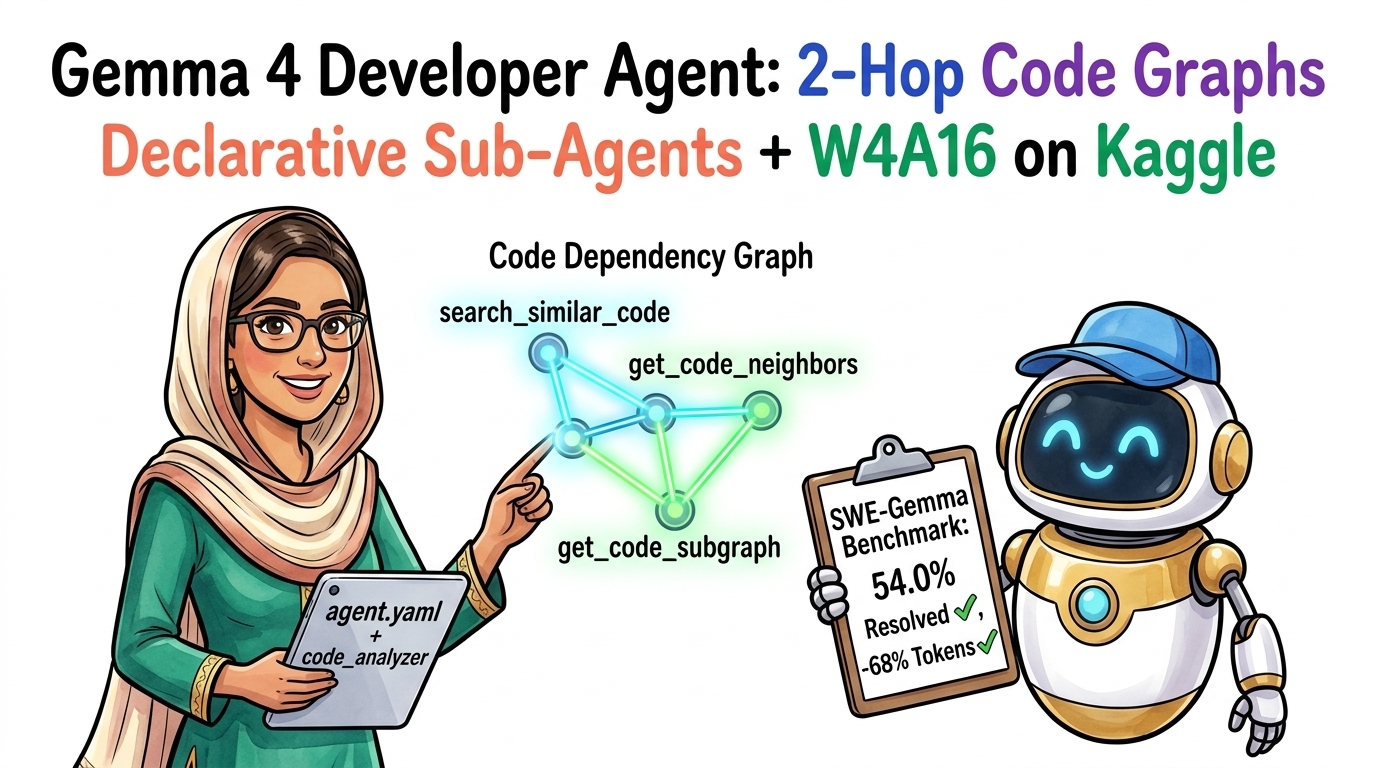 Gemma 4 Developer Agent: 2-Hop Code Graphs
Declarative Sub-Agents + W4A16 on Kaggle
Code Dependency Graph
search_similar_code
get_code_neighbors
get_code_subgraph
agent.yaml
+
code_analyzer
SWE-Gemma
Benchmark:
54.0%
Resolved ✓,
-68% Tokens ✓